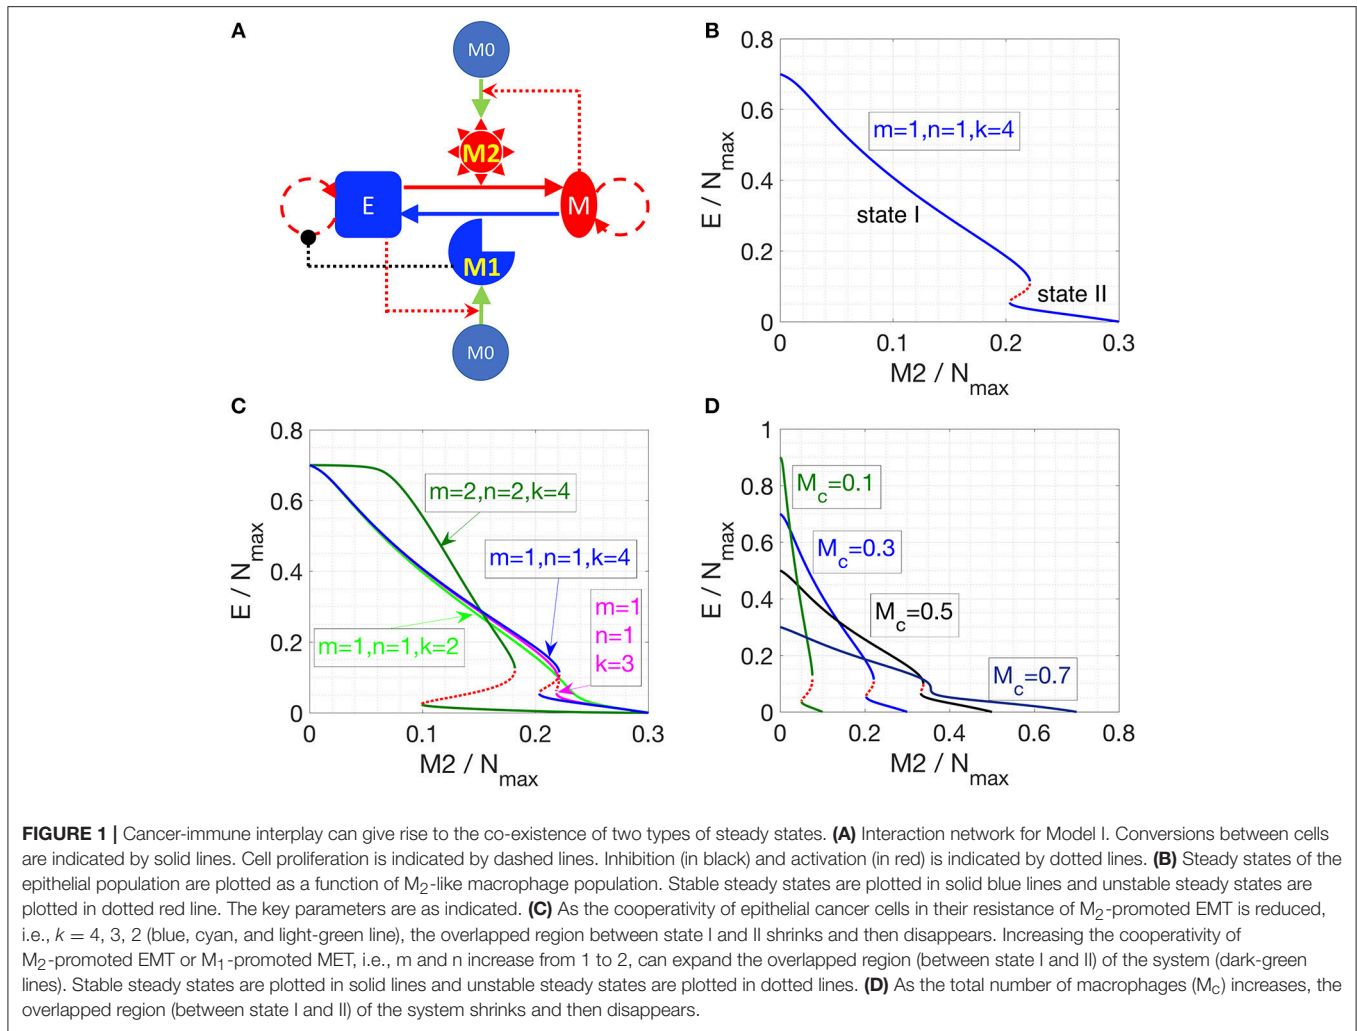 A
M0
M2
E
M
M1
M0
B
0.8
0.6
0.4
0.2
0
E / Nmax
m=1,n=1,k=4
state I
state II
0
0.1
0.2
0.3
M2 / Nmax
C
0.8
0.6
0.4
0.2
0
E / Nmax
m=2,n=2,k=4
m=1,n=1,k=4
m=1
n=1
k=3
m=1,n=1,k=2
0
0.1
0.2
0.3
M2 / Nmax
D
1
0.8
0.6
0.4
0.2
0
E / Nmax
Mc=0.1
Mc=0.3
Mc=0.5
Mc=0.7
0
0.2
0.4
0.6
0.8
M2 / Nmax
FIGURE 1 | Cancer-immune interplay can give rise to the co-existence of two types of steady states. (A) Interaction network for Model I. Conversions between cells
are indicated by solid lines. Cell proliferation is indicated by dashed lines. Inhibition (in black) and activation (in red) is indicated by dotted lines. (B) Steady states of the
epithelial population are plotted as a function of M2-like macrophage population. Stable steady states are plotted in solid blue lines and unstable steady states are
plotted in dotted red line. The key parameters are as indicated. (C) As the cooperativity of epithelial cancer cells in their resistance of M2-promoted EMT is reduced,
i.e., k = 4, 3, 2 (blue, cyan, and light-green line), the overlapped region between state I and II shrinks and then disappears. Increasing the cooperativity of
M2-promoted EMT or M1-promoted MET, i.e., m and n increase from 1 to 2, can expand the overlapped region (between state I and II) of the system (dark-green
lines). Stable steady states are plotted in solid lines and unstable steady states are plotted in dotted lines. (D) As the total number of macrophages (Mc) increases, the
overlapped region (between state I and II) of the system shrinks and then disappears.